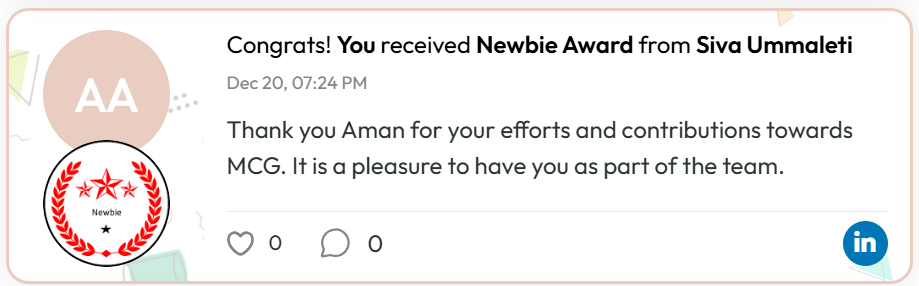 AA
Newbie
Congrats! You received Newbie Award from Siva Ummaleti
Dec 20, 07:24 PM
Thank you Aman for your efforts and contributions towards
MCG. It is a pleasure to have you as part of the team.
0 0
in